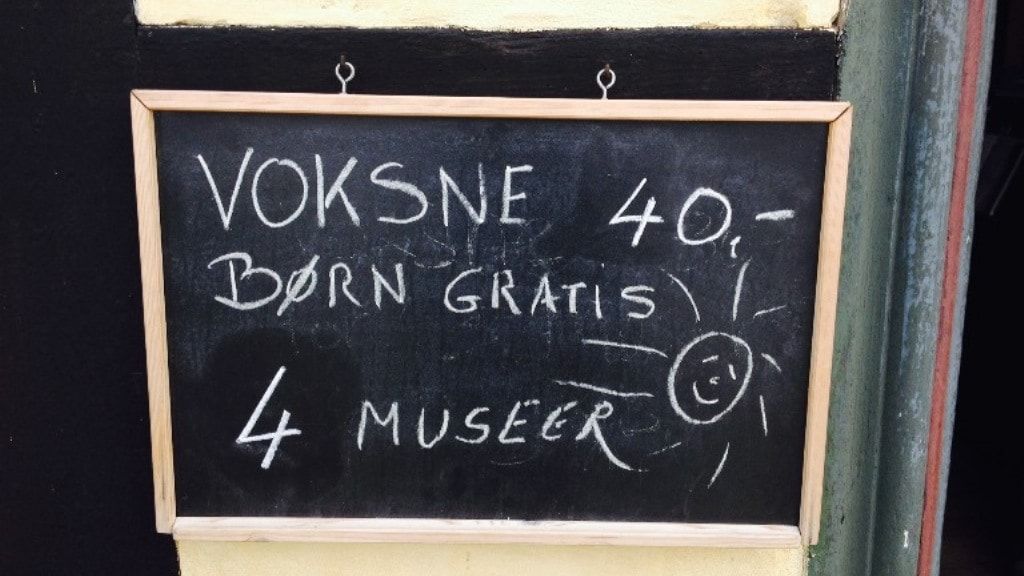 VOKSNE 40,-
BØRN GRATIS
4 MUSEER